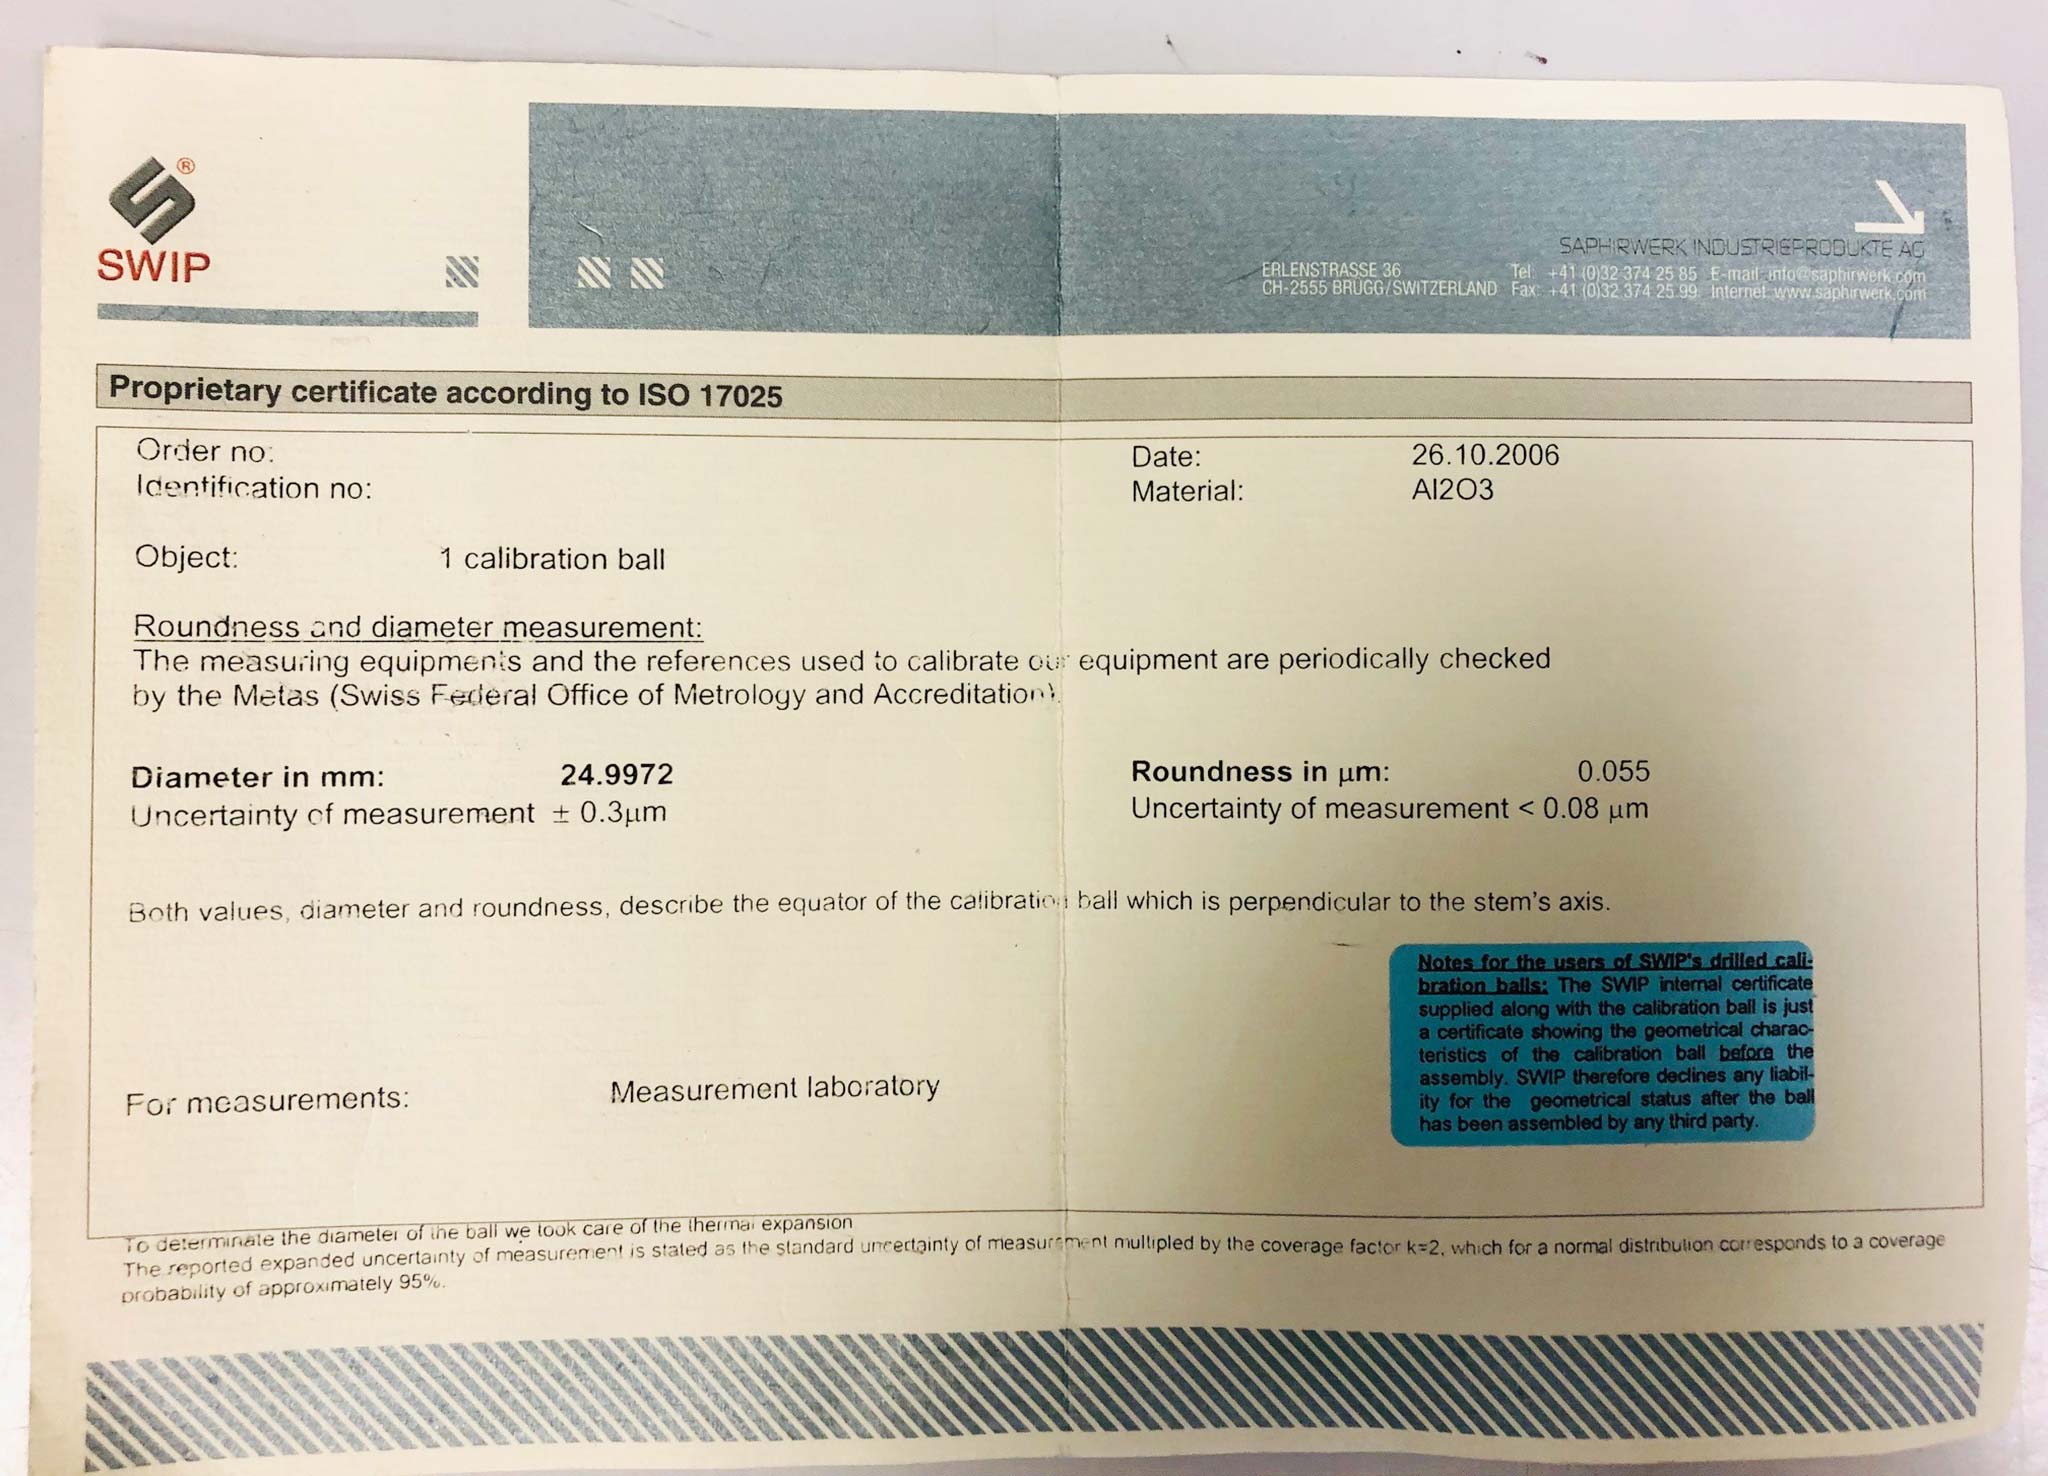 ®
SWIP
SAPHIRWERK INDUSTRIEPRODUKTE AG
ERLENSTRASSE 36 Tel: +41 (0)32 374 25 85 E-mail: info@saphirwerk.com
CH-2555 BRÜGG/SWITZERLAND Fax: +41 (0)32 374 25 99 Internet: www.saphirwerk.com
Proprietary certificate according to ISO 17025
Order no: Date: 26.10.2006
Identification no: Material: Al2O3
Object: 1 calibration ball
Roundness and diameter measurement:
The measuring equipments and the references used to calibrate our equipment are periodically checked
by the Metas (Swiss Federal Office of Metrology and Accreditation).
Diameter in mm: 24.9972 Roundness in µm: 0.055
Uncertainty of measurement ± 0.3µm Uncertainty of measurement < 0.08 µm
Both values, diameter and roundness, describe the equator of the calibration ball which is perpendicular to the stem's axis.
Notes for the users of SWIP's drilled cali-
bration balls: The SWIP internal certificate
supplied along with the calibration ball is just
a certificate showing the geometrical charac-
teristics of the calibration ball before the
assembly. SWIP therefore declines any liabil-
ity for the geometrical status after the ball
has been assembled by any third party.
For measurements: Measurement laboratory
To determinate the diameter of the ball we took care of the thermal expansion
The reported expanded uncertainty of measurement is stated as the standard uncertainty of measurement multipled by the coverage factor k=2, which for a normal distribution corresponds to a coverage
probability of approximately 95%.